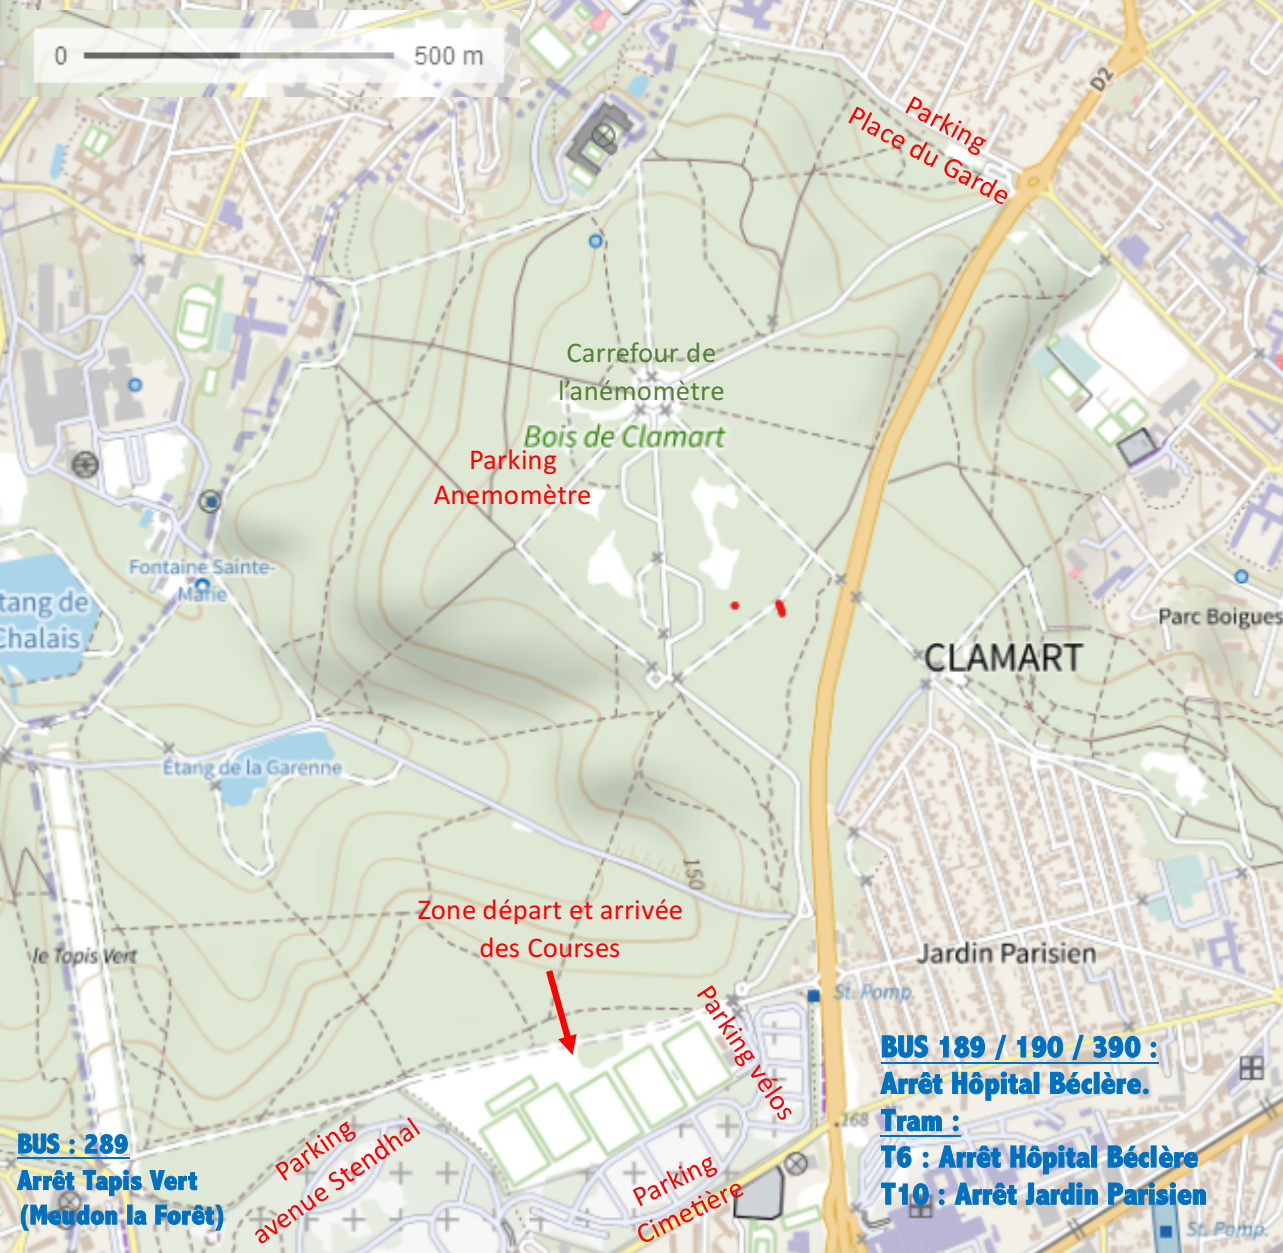 0 500 m
D2
Parking
Place du Garde
Carrefour de
l'anémomètre
Bois de Clamart
Parking
Anemomètre
Fontaine Sainte-
Marie
tang de
Chalais
Parc Boigues
CLAMART
Étang de la Garenne
150
Zone départ et arrivée
des Courses
le Tapis Vert
Jardin Parisien
St. Pomp.
Parking vélos
BUS 189 / 190 / 390 :
Arrêt Hôpital Béclère.
Tram :
T6 : Arrêt Hôpital Béclère
T10 : Arrêt Jardin Parisien
168
BUS : 289
Arrêt Tapis Vert
(Meudon la Forêt)
Parking
avenue Stendhal
Parking
Cimetière
St. Pomp.